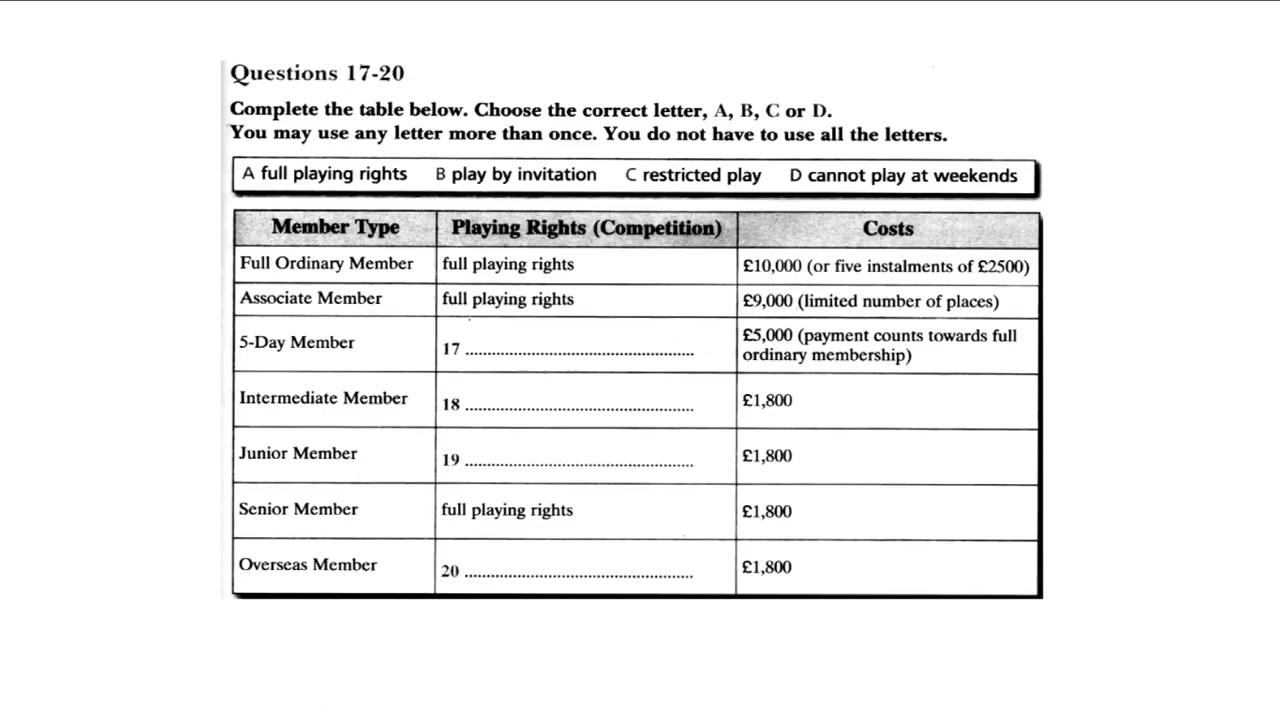 Questions 17-20
Complete the table below. Choose the correct letter, A, B, C or D.
You may use any letter more than once. You do not have to use all the letters.
A full playing rights B play by invitation C restricted play D cannot play at weekends
Member Type Playing Rights (Competition) Costs
Full Ordinary Member full playing rights £10,000 (or five instalments of £2500)
Associate Member full playing rights £9,000 (limited number of places)
5-Day Member 17 ........................................................ £5,000 (payment counts towards full
ordinary membership)
Intermediate Member 18 ........................................................ £1,800
Junior Member 19 ........................................................ £1,800
Senior Member full playing rights £1,800
Overseas Member 20 ........................................................ £1,800